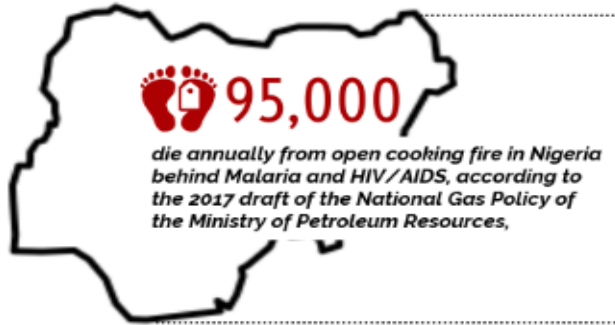 95,000
die annually from open cooking fire in Nigeria
behind Malaria and HIV/AIDS, according to
the 2017 draft of the National Gas Policy of
the Ministry of Petroleum Resources,